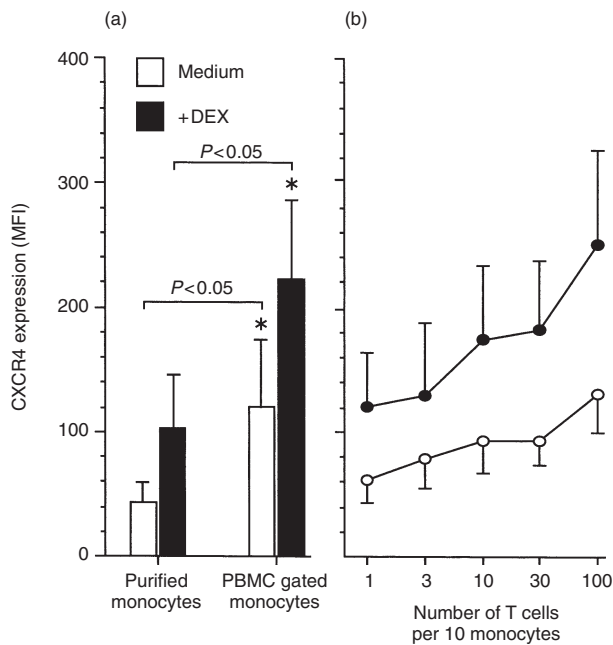 (a)
(b)
400
300
200
100
0
CXCR4 expression (MFI)
Medium
+DEX
P<0.05
*
P<0.05
*
Purified
monocytes
PBMC gated
monocytes
1 3 10 30 100
Number of T cells
per 10 monocytes